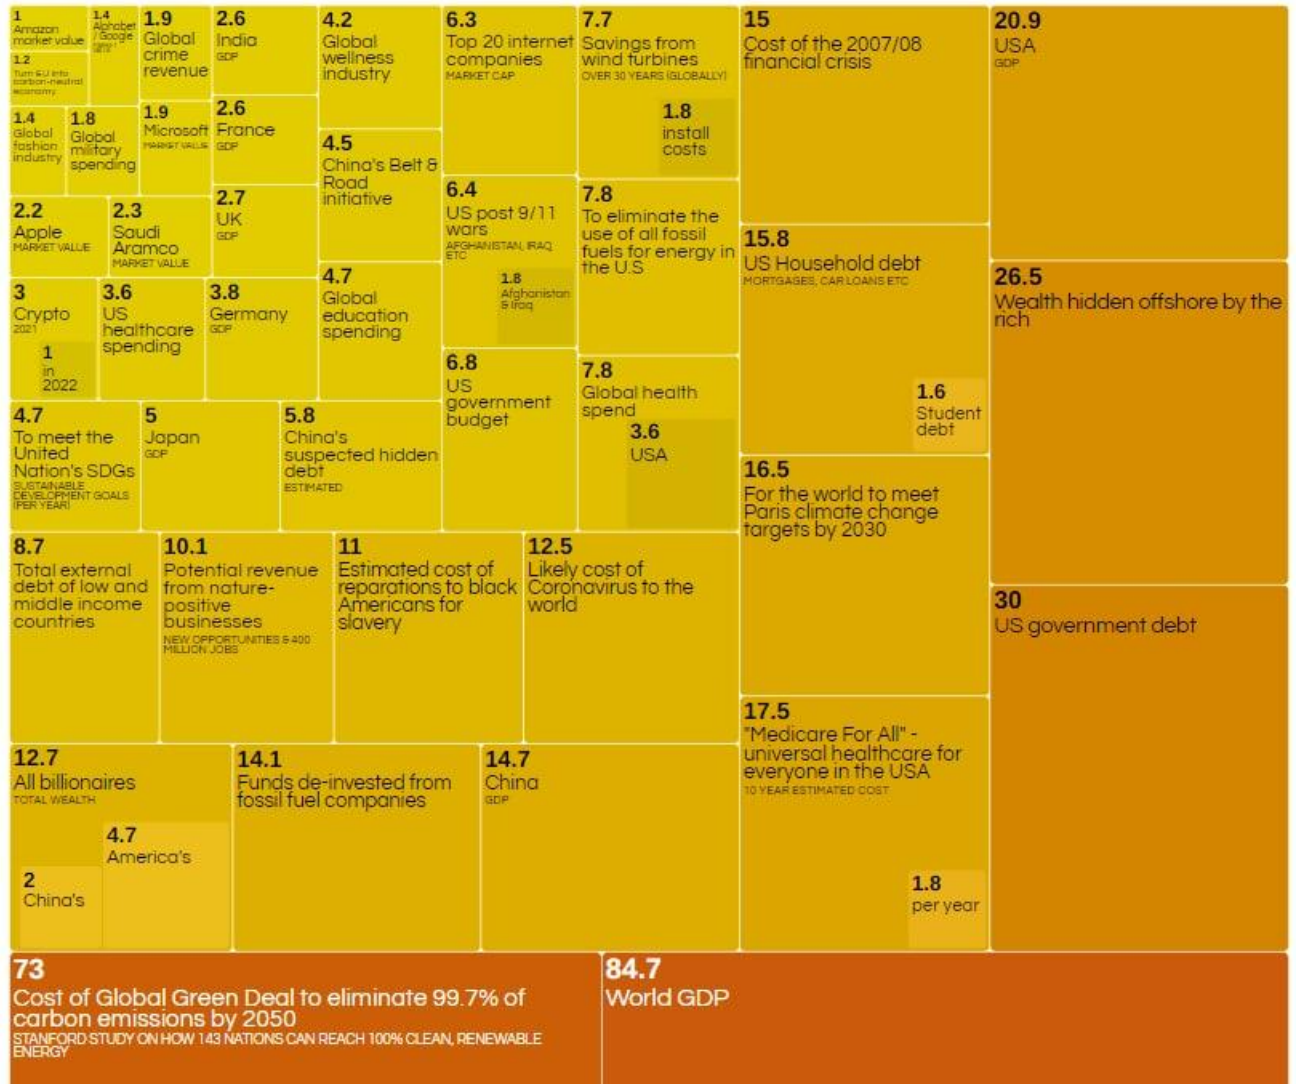 1
Amazon
market value
1.2
Turn EU into
carbon-neutral
economy
1.4
Alphabet
/ Google
1.9
Global
crime
revenue
2.6
India
GDP
4.2
Global
wellness
industry
6.3
Top 20 internet
companies
MARKET CAP
7.7
Savings from
wind turbines
OVER 30 YEARS (GLOBALLY)
1.8
install
costs
15
Cost of the 2007/08
financial crisis
20.9
USA
GDP
1.4
Global
fashion
industry
1.8
Global
military
spending
1.9
Microsoft
MARKET VALUE
2.6
France
GDP
4.5
China's Belt &
Road
initiative
6.4
US post 9/11
wars
AFGHANISTAN, IRAQ,
ETC
1.8
Afghanistan
& Iraq
7.8
To eliminate the
use of all fossil
fuels for energy in
the U.S
15.8
US Household debt
MORTGAGES, CAR LOANS ETC
1.6
Student
debt
26.5
Wealth hidden offshore by the
rich
2.2
Apple
MARKET VALUE
2.3
Saudi
Aramco
MARKET VALUE
2.7
UK
GDP
3
Crypto
2021
1
in
2022
3.6
US
healthcare
spending
3.8
Germany
GDP
4.7
Global
education
spending
6.8
US
government
budget
7.8
Global health
spend
3.6
USA
4.7
To meet the
United
Nation's SDGs
SUSTAINABLE
DEVELOPMENT GOALS
(PER YEAR)
5
Japan
GDP
5.8
China's
suspected hidden
debt
ESTIMATED
16.5
For the world to meet
Paris climate change
targets by 2030
8.7
Total external
debt of low and
middle income
countries
10.1
Potential revenue
from nature-
positive
businesses
NEW OPPORTUNITIES & 400
MILLION JOBS
11
Estimated cost of
reparations to black
Americans for
slavery
12.5
Likely cost of
Coronavirus to the
world
30
US government debt
17.5
"Medicare For All" -
universal healthcare for
everyone in the USA
10 YEAR ESTIMATED COST
1.8
per year
12.7
All billionaires
TOTAL WEALTH
4.7
America's
2
China's
14.1
Funds de-invested from
fossil fuel companies
14.7
China
GDP
73
Cost of Global Green Deal to eliminate 99.7% of
carbon emissions by 2050
STANFORD STUDY ON HOW 143 NATIONS CAN REACH 100% CLEAN, RENEWABLE
ENERGY
84.7
World GDP